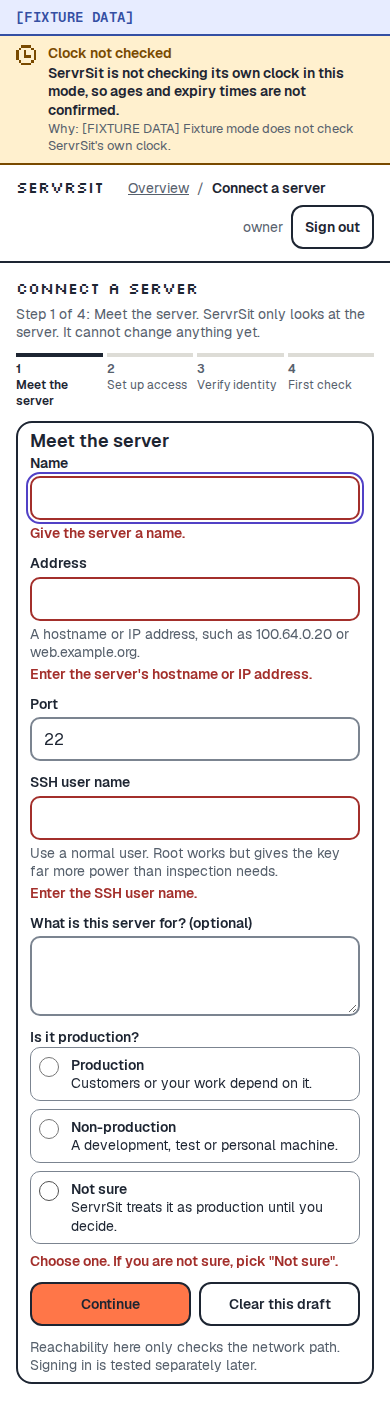 [FIXTURE DATA]
Clock not checked
ServrSit is not checking its own clock in this
mode, so ages and expiry times are not
confirmed.
Why: [FIXTURE DATA] Fixture mode does not check
ServrSit's own clock.
SERVRSIT Overview / Connect a server
owner Sign out
CONNECT A SERVER
Step 1 of 4: Meet the server. ServrSit only looks at the
server. It cannot change anything yet.
1 2 3 4
Meet the Set up access Verify identity First check
server
Meet the server
Name
Give the server a name.
Address
A hostname or IP address, such as 100.64.0.20 or
web.example.org.
Enter the server's hostname or IP address.
Port
22
SSH user name
Use a normal user. Root works but gives the key
far more power than inspection needs.
Enter the SSH user name.
What is this server for? (optional)
Is it production?
Production
Customers or your work depend on it.
Non-production
A development, test or personal machine.
Not sure
ServrSit treats it as production until you
decide.
Choose one. If you are not sure, pick "Not sure".
Continue Clear this draft
Reachability here only checks the network path.
Signing in is tested separately later.